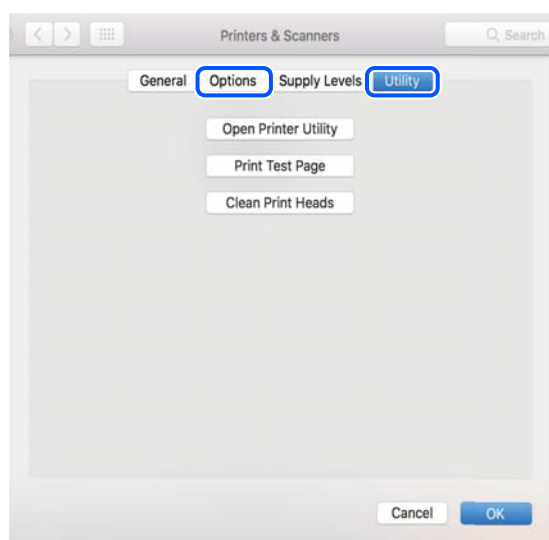 Printers & Scanners Search
General Options Supply Levels Utility
Open Printer Utility
Print Test Page
Clean Print Heads
Cancel OK